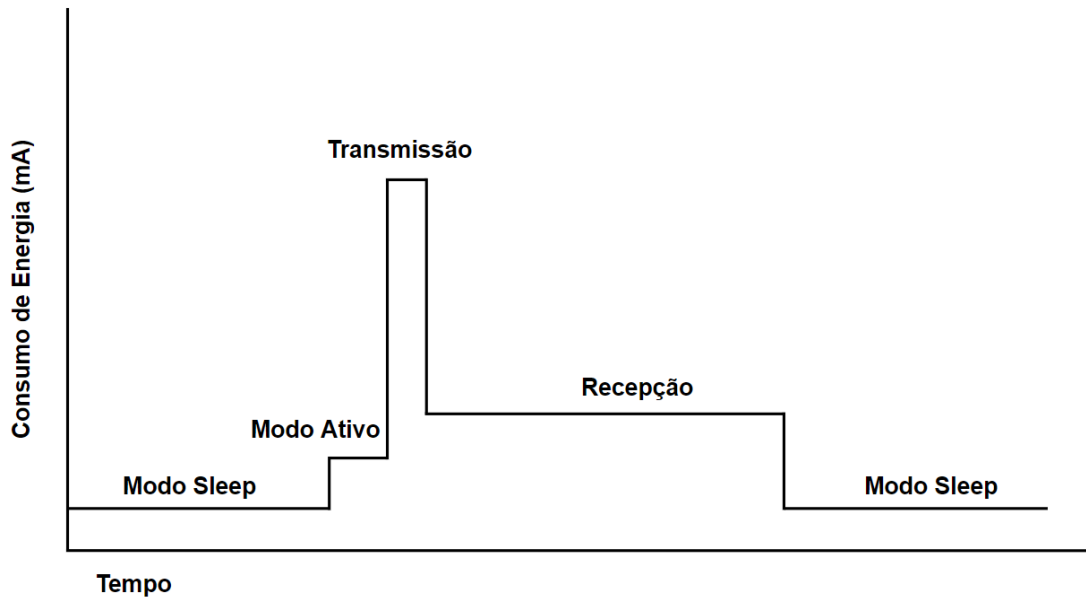 Consumo de Energia (mA)
Transmissão
Recepção
Modo Ativo
Modo Sleep
Modo Sleep
Tempo